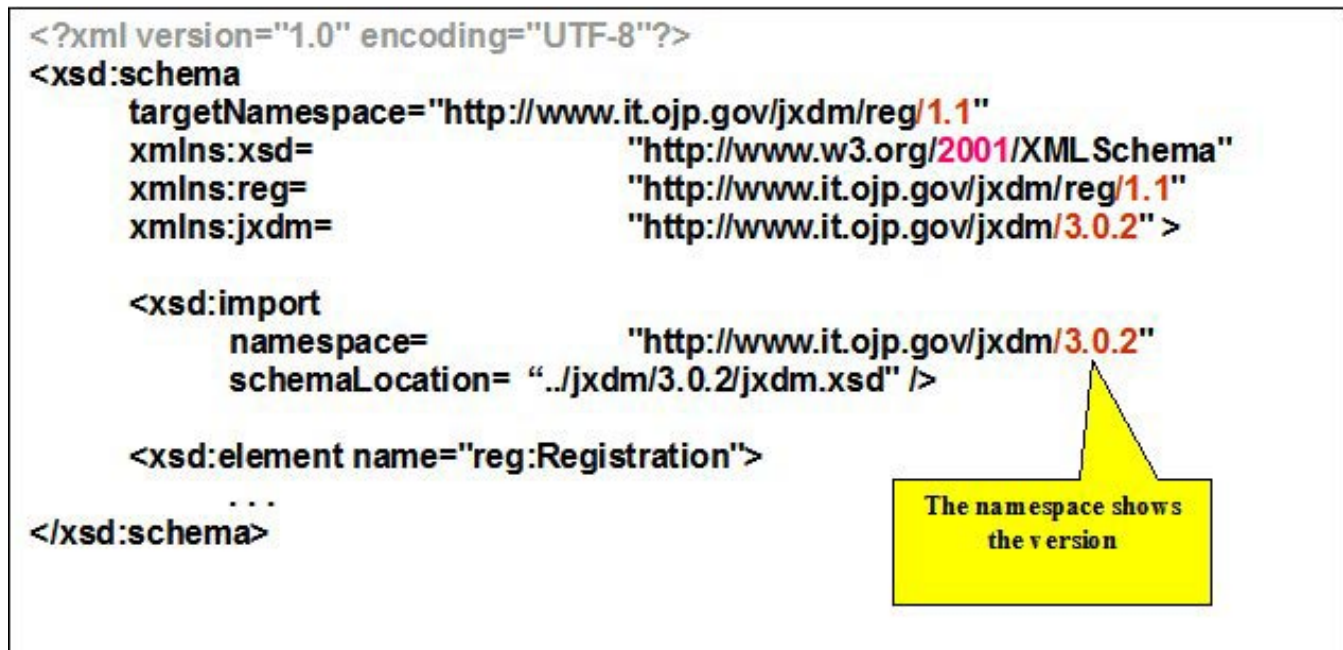 <?xml version="1.0" encoding="UTF-8"?>
<xsd:schema
targetNamespace="http://www.it.ojp.gov/jxdm/reg/1.1"
xmlns:xsd= "http://www.w3.org/2001/XMLSchema"
xmlns:reg= "http://www.it.ojp.gov/jxdm/reg/1.1"
xmlns:jxdm= "http://www.it.ojp.gov/jxdm/3.0.2" >
<xsd:import
namespace= "http://www.it.ojp.gov/jxdm/3.0.2"
schemaLocation= “../jxdm/3.0.2/jxdm.xsd" />
<xsd:element name="reg:Registration">
. . .
</xsd:schema>
The namespace shows
the version